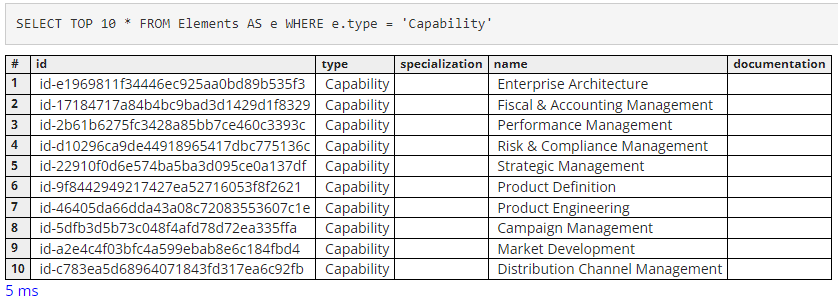 SELECT TOP 10 * FROM Elements AS e WHERE e.type = 'Capability'
# id type specialization name documentation
1 id-e1969811f34446ec925aa0bd89b535f3 Capability Enterprise Architecture
2 id-17184717a84b4bc9bad3d1429d1f8329 Capability Fiscal & Accounting Management
3 id-2b61b6275fc3428a85bb7ce460c3393c Capability Performance Management
4 id-d10296ca9de44918965417dbc775136c Capability Risk & Compliance Management
5 id-22910f0d6e574ba5ba3d095ce0a137df Capability Strategic Management
6 id-9f8442949217427ea52716053f8f2621 Capability Product Definition
7 id-46405da66dda43a08c72083553607c1e Capability Product Engineering
8 id-5dfb3d5b73c048f4afd78d72ea335ffa Capability Campaign Management
9 id-a2e4c4f03bfc4a599ebab8e6c184fbd4 Capability Market Development
10 id-c783ea5d68964071843fd317ea6c92fb Capability Distribution Channel Management
5 ms